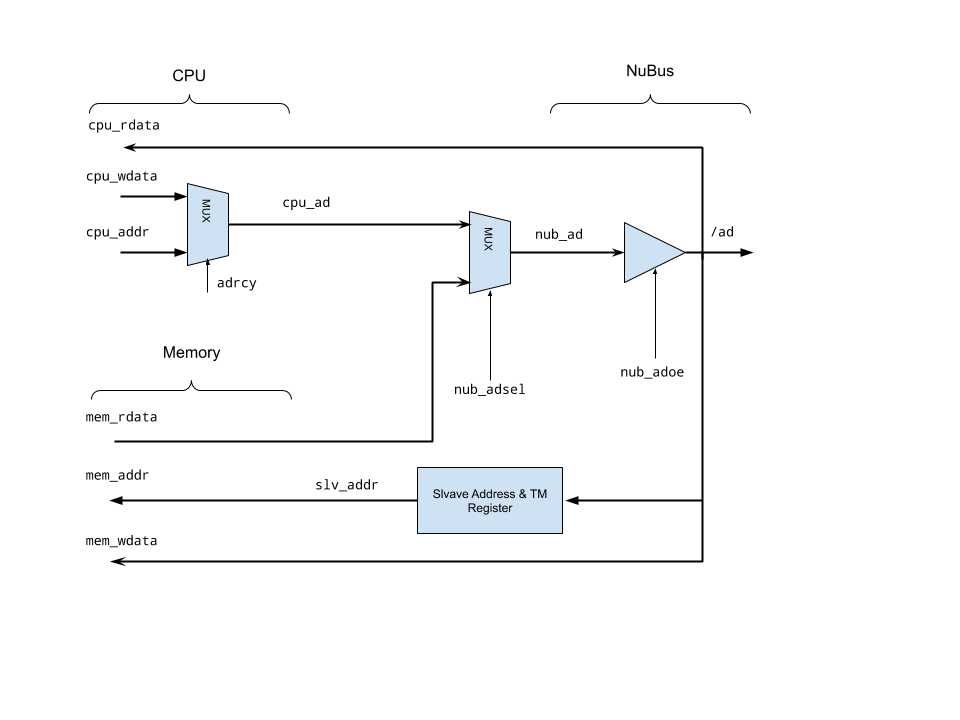 CPU
NuBus
cpu_rdata
cpu_wdata
MUX
cpu_ad
cpu_addr
MUX
nub_ad
/ad
adrcy
Memory
nub_adoe
nub_adsel
mem_rdata
mem_addr
slv_addr
Slvave Address & TM
Register
mem_wdata